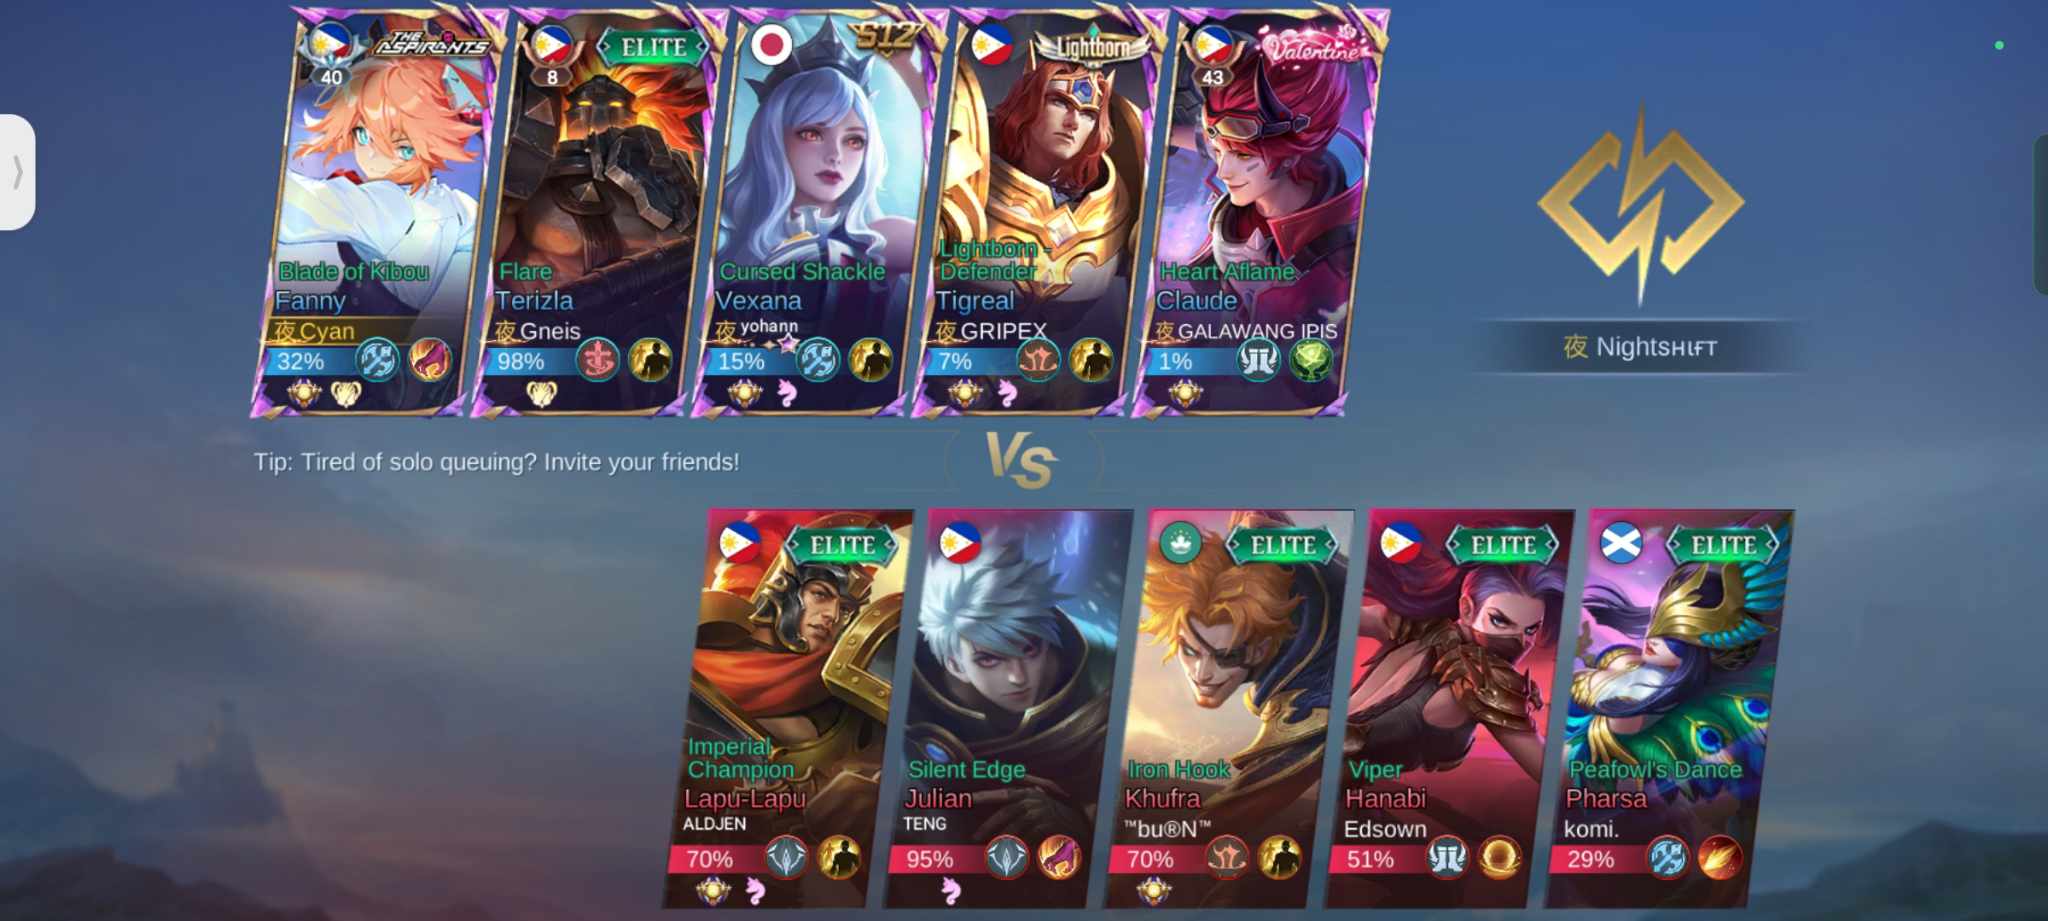 THE ASPIRANTS
40
Blade of Kibou
Fanny
夜 Cyan
32%
ELITE
8
Flare
Terizla
夜 Gneis
98%
S12
Cursed Shackle
Vexana
夜 yohann
15%
Lightborn
Lightborn -
Defender
Tigreal
夜 GRIPEX
7%
Valentine
43
Heart Aflame
Claude
夜 GALAWANG IPIS
1%
夜 Nightsнιғт
Tip: Tired of solo queuing? Invite your friends!
VS
ELITE
Imperial
Champion
Lapu-Lapu
ALDJEN
70%
Silent Edge
Julian
TENG
95%
ELITE
Iron Hook
Khufra
™bu®N™
70%
ELITE
Viper
Hanabi
Edsown
51%
ELITE
Peafowl's Dance
Pharsa
komi.
29%